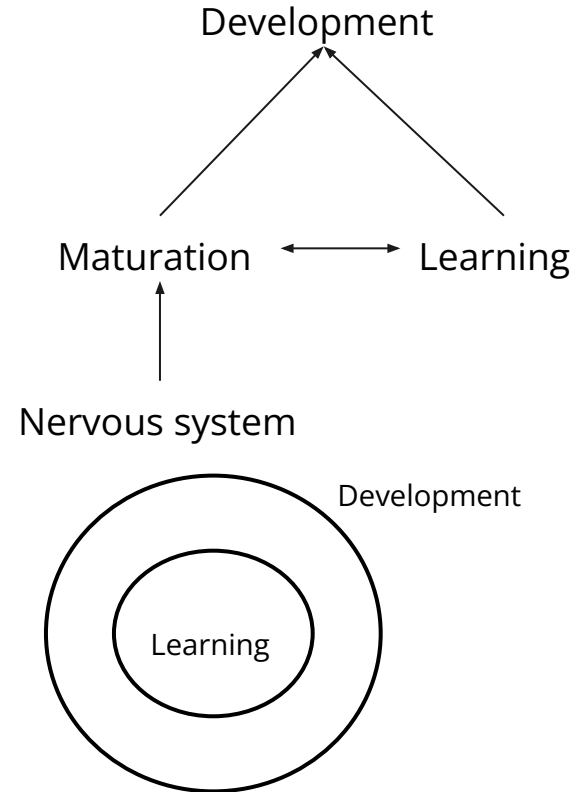 Development
Maturation
Learning
Nervous system
Development
Learning